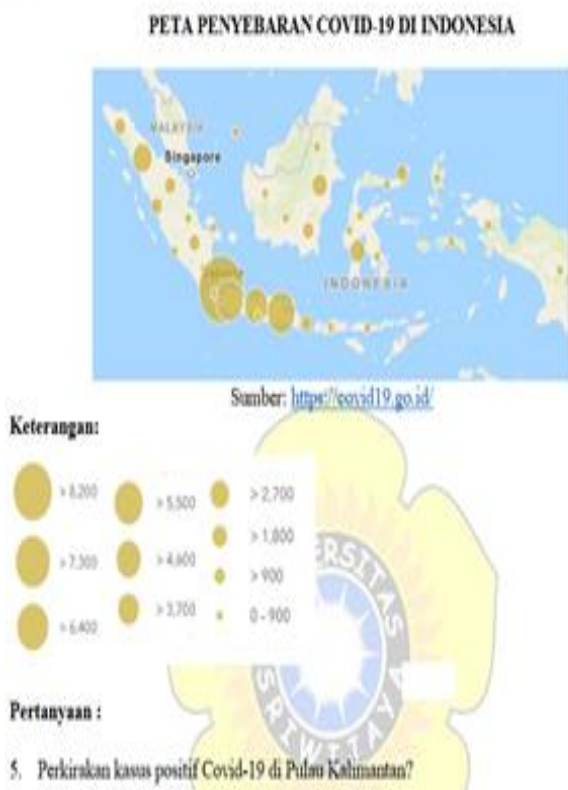 PETA PENYEBARAN COVID-19 DI INDONESIA
MALAYSIA
Singapore
INDONESIA
Sumber: https://covid19.go.id/
Keterangan:
> 8,200
> 5,500
> 2,700
> 7,300
> 4,600
> 1,800
> 900
> 6,400
> 3,700
0 - 900
ERSITAS
SRIWIJAYA
Pertanyaan :
5. Perkirakan kasus positif Covid-19 di Pulau Kalimantan?